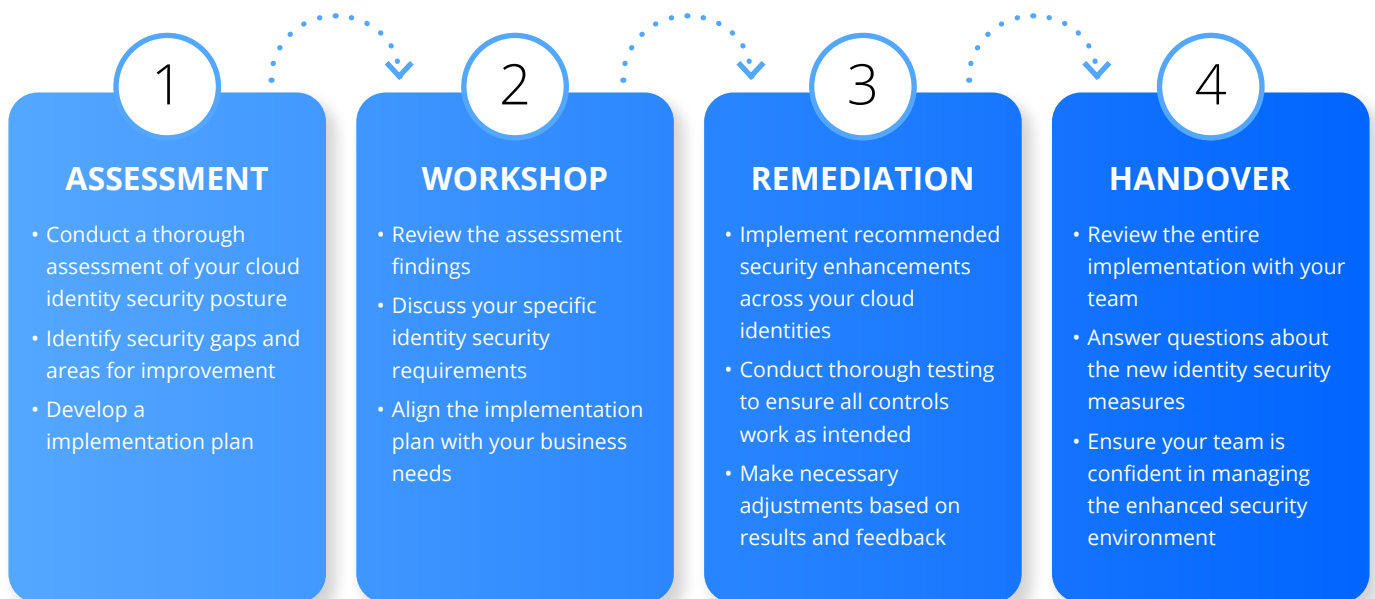 1
ASSESSMENT
• Conduct a thorough
assessment of your cloud
identity security posture
• Identify security gaps and
areas for improvement
• Develop a
implementation plan
2
WORKSHOP
• Review the assessment
findings
• Discuss your specific
identity security
requirements
• Align the implementation
plan with your business
needs
3
REMEDIATION
• Implement recommended
security enhancements
across your cloud
identities
• Conduct thorough testing
to ensure all controls
work as intended
• Make necessary
adjustments based on
results and feedback
4
HANDOVER
• Review the entire
implementation with your
team
• Answer questions about
the new identity security
measures
• Ensure your team is
confident in managing
the enhanced security
environment